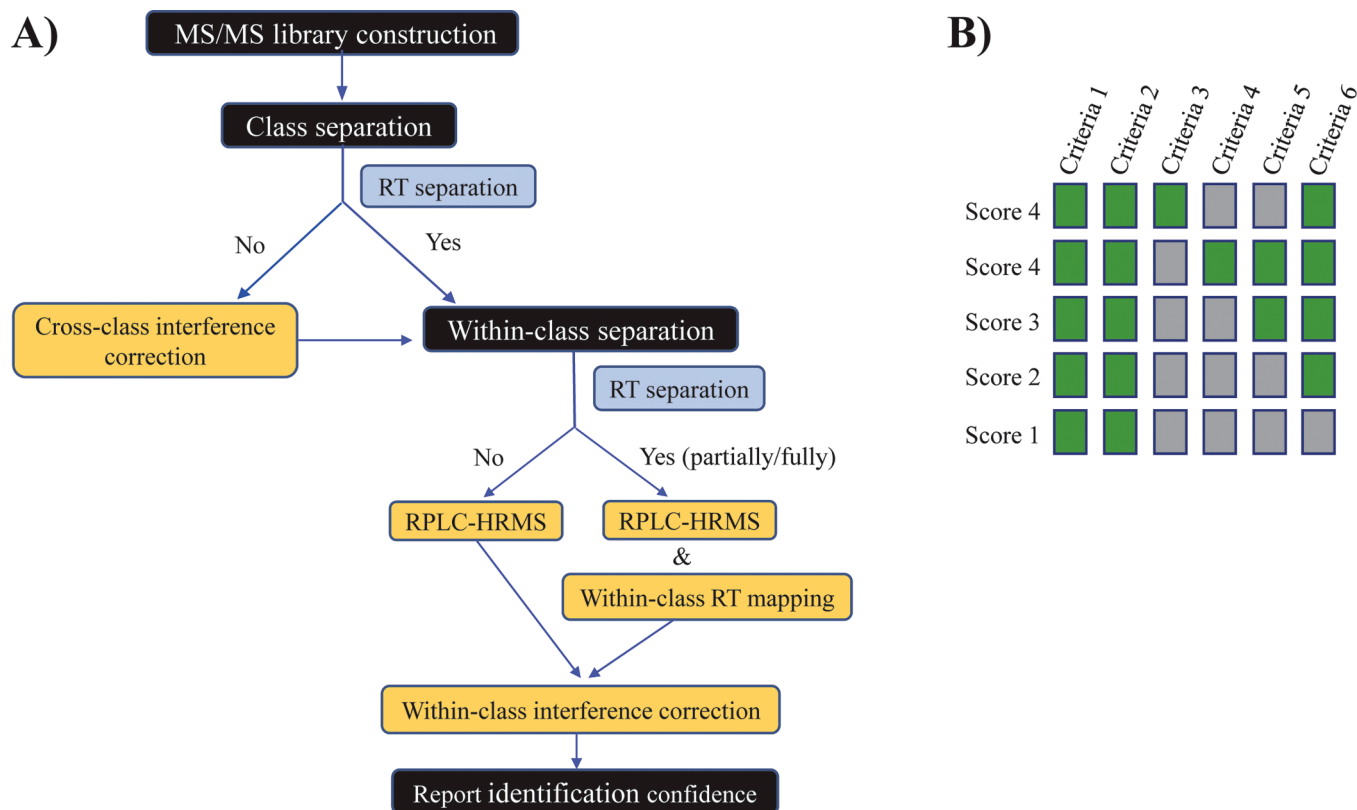 A)
MS/MS library construction
Class separation
RT separation
No
Yes
Cross-class interference
correction
Within-class separation
RT separation
No
Yes (partially/fully)
RPLC-HRMS
RPLC-HRMS
&
Within-class RT mapping
Within-class interference correction
Report identification confidence
B)
Criteria 1
Criteria 2
Criteria 3
Criteria 4
Criteria 5
Criteria 6
Score 4
Score 4
Score 3
Score 2
Score 1